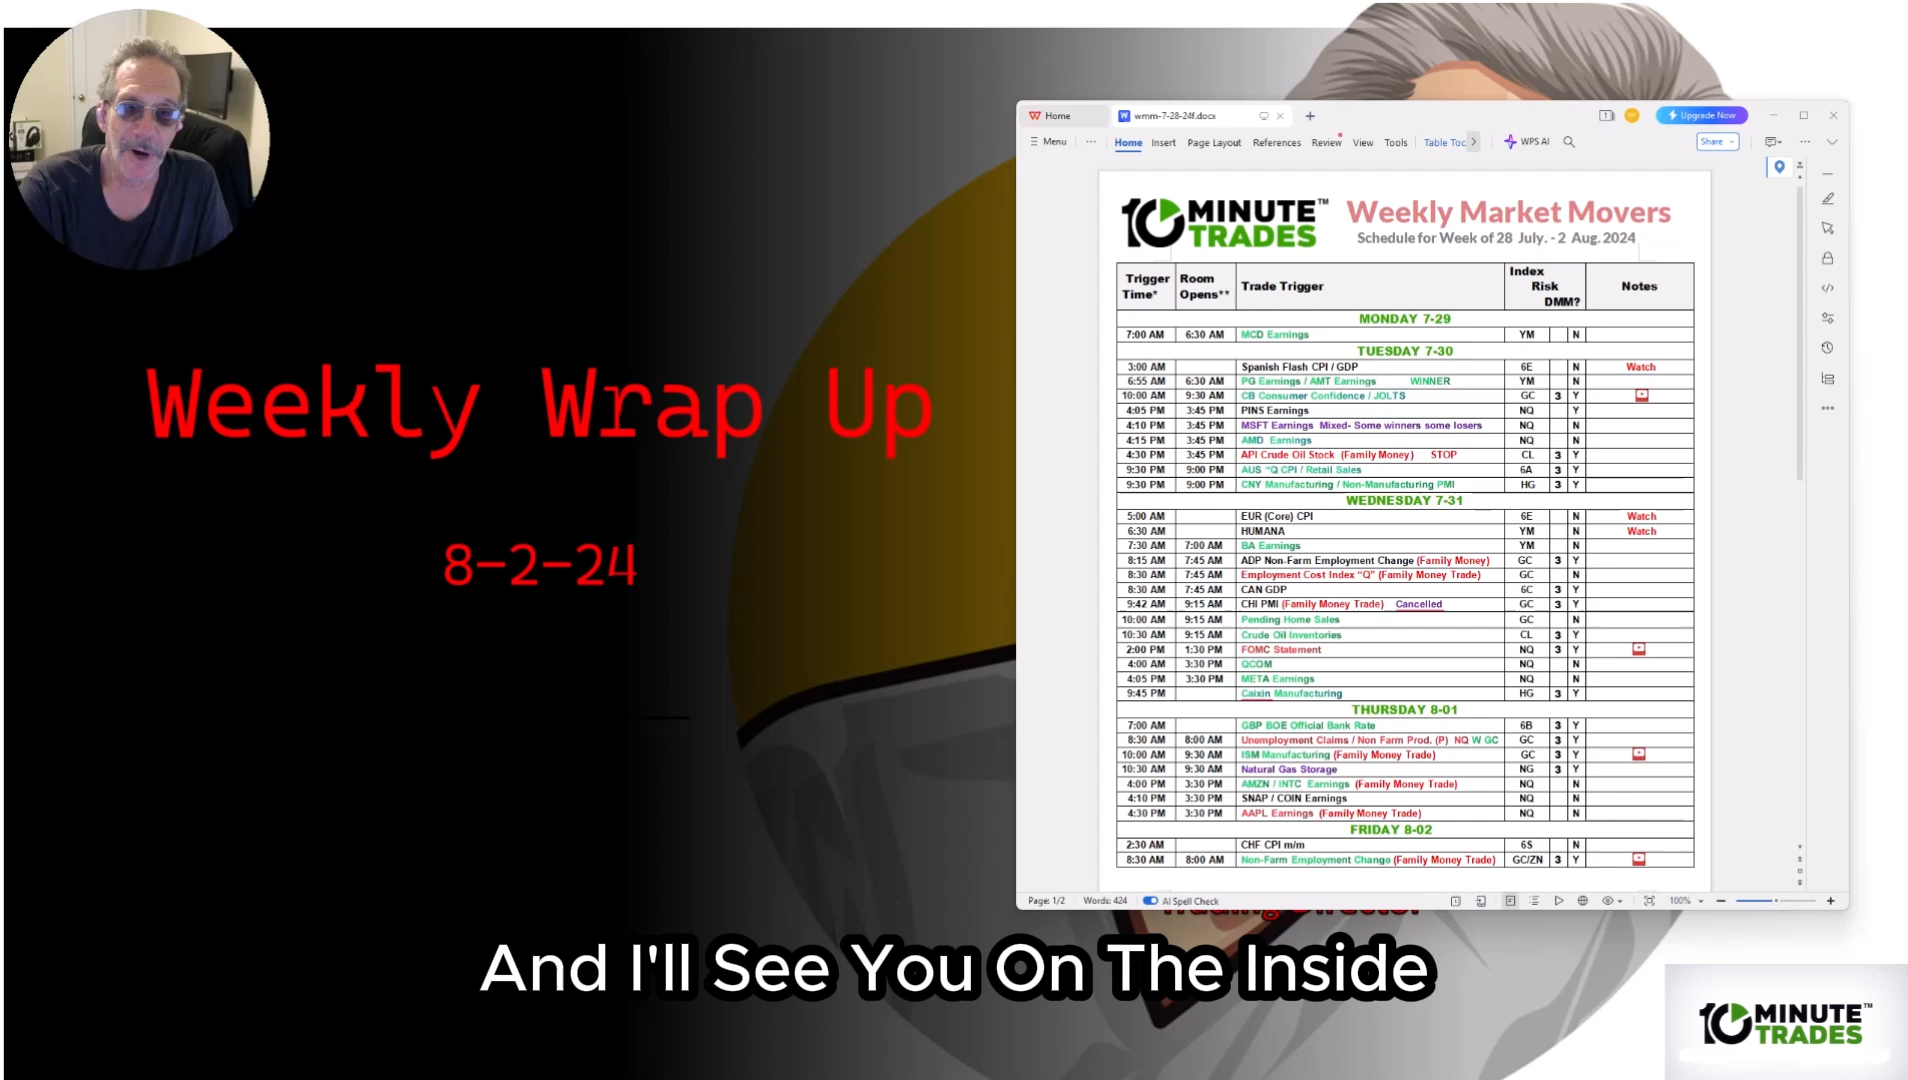 Weekly Wrap Up
8-2-24
Home
wmm-7-28-24f.docx
Upgrade Now
Menu
Home Insert Page Layout References Review View Tools Table Toc
WPS AI
Share
10 MINUTE TRADES™
Weekly Market Movers
Schedule for Week of 28 July. - 2 Aug. 2024
Trigger Time* Room Opens** Trade Trigger Index Risk DMM? Notes
MONDAY 7-29
7:00 AM 6:30 AM MCD Earnings YM N
TUESDAY 7-30
3:00 AM Spanish Flash CPI / GDP 6E N Watch
6:55 AM 6:30 AM PG Earnings / AMT Earnings WINNER YM N
10:00 AM 9:30 AM CB Consumer Confidence / JOLTS GC 3 Y
4:05 PM 3:45 PM PINS Earnings NQ Y
4:10 PM 3:45 PM MSFT Earnings Mixed- Some winners some losers NQ N
4:15 PM 3:45 PM AMD Earnings NQ N
4:30 PM 3:45 PM API Crude Oil Stock (Family Money) STOP CL 3 Y
9:30 PM 9:00 PM AUS “Q CPI / Retail Sales 6A 3 Y
9:30 PM 9:00 PM CNY Manufacturing / Non-Manufacturing PMI HG 3 Y
WEDNESDAY 7-31
5:00 AM EUR (Core) CPI 6E N Watch
6:30 AM HUMANA YM N Watch
7:30 AM 7:00 AM BA Earnings YM N
8:15 AM 7:45 AM ADP Non-Farm Employment Change (Family Money) GC 3 Y
8:30 AM 7:45 AM Employment Cost Index “Q” (Family Money Trade) GC N
8:30 AM 7:45 AM CAN GDP 6C 3 Y
9:42 AM 9:15 AM CHI PMI (Family Money Trade) Cancelled GC 3 Y
10:00 AM 9:15 AM Pending Home Sales GC N
10:30 AM 9:15 AM Crude Oil Inventories CL 3 Y
2:00 PM 1:30 PM FOMC Statement NQ 3 Y
4:00 AM 3:30 PM QCOM NQ N
4:05 PM 3:30 PM META Earnings NQ N
9:45 PM Caixin Manufacturing HG 3 Y
THURSDAY 8-01
7:00 AM GBP BOE Official Bank Rate 6B 3 Y
8:30 AM 8:00 AM Unemployment Claims / Non Farm Prod. (P) NQ W GC GC 3 Y
10:00 AM 9:30 AM ISM Manufacturing (Family Money Trade) GC 3 Y
10:30 AM 9:30 AM Natural Gas Storage NG 3 Y
4:00 PM 3:30 PM AMZN / INTC Earnings (Family Money Trade) NQ N
4:10 PM 3:30 PM SNAP / COIN Earnings NQ N
4:30 PM 3:30 PM AAPL Earnings (Family Money Trade) NQ N
FRIDAY 8-02
2:30 AM CHF CPI m/m 6S N
8:30 AM 8:00 AM Non-Farm Employment Change (Family Money Trade) GC/ZN 3 Y
Page: 1/2 Words: 424 AI Spell Check 100%
And I'll See You On The Inside
10 MINUTE TRADES™